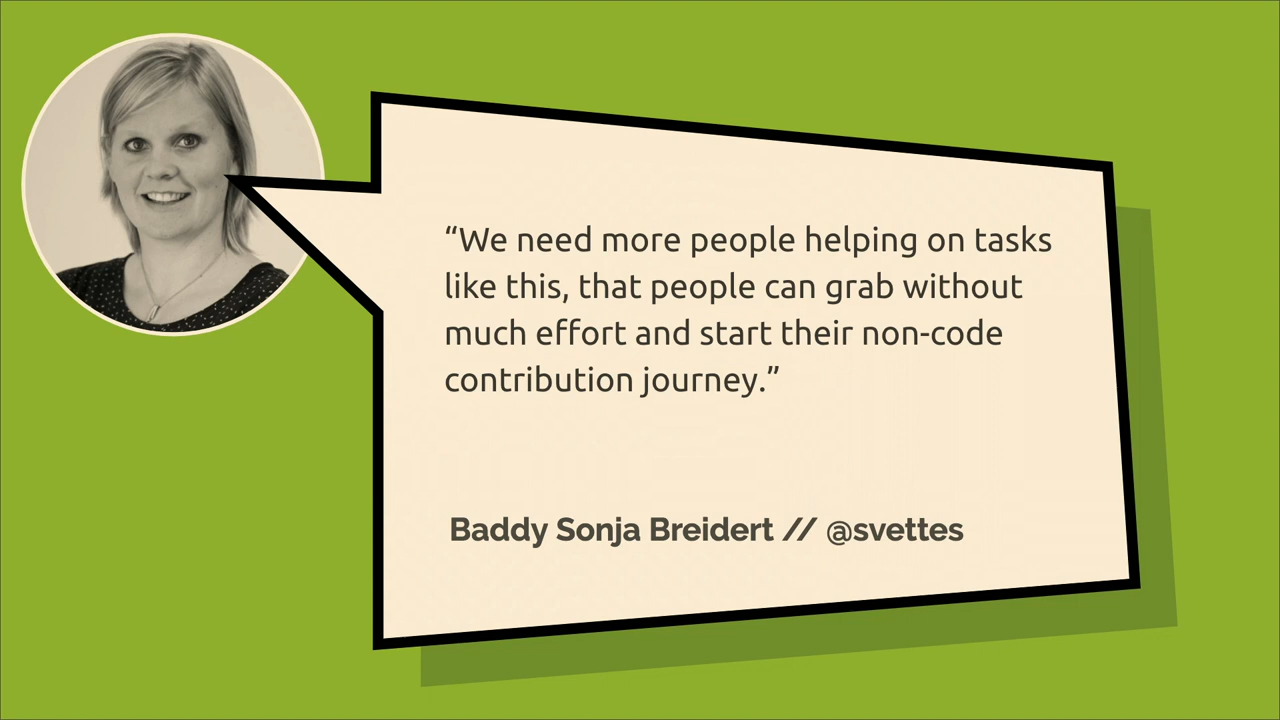 “We need more people helping on tasks
like this, that people can grab without
much effort and start their non-code
contribution journey.”
Baddy Sonja Breidert // @svettes